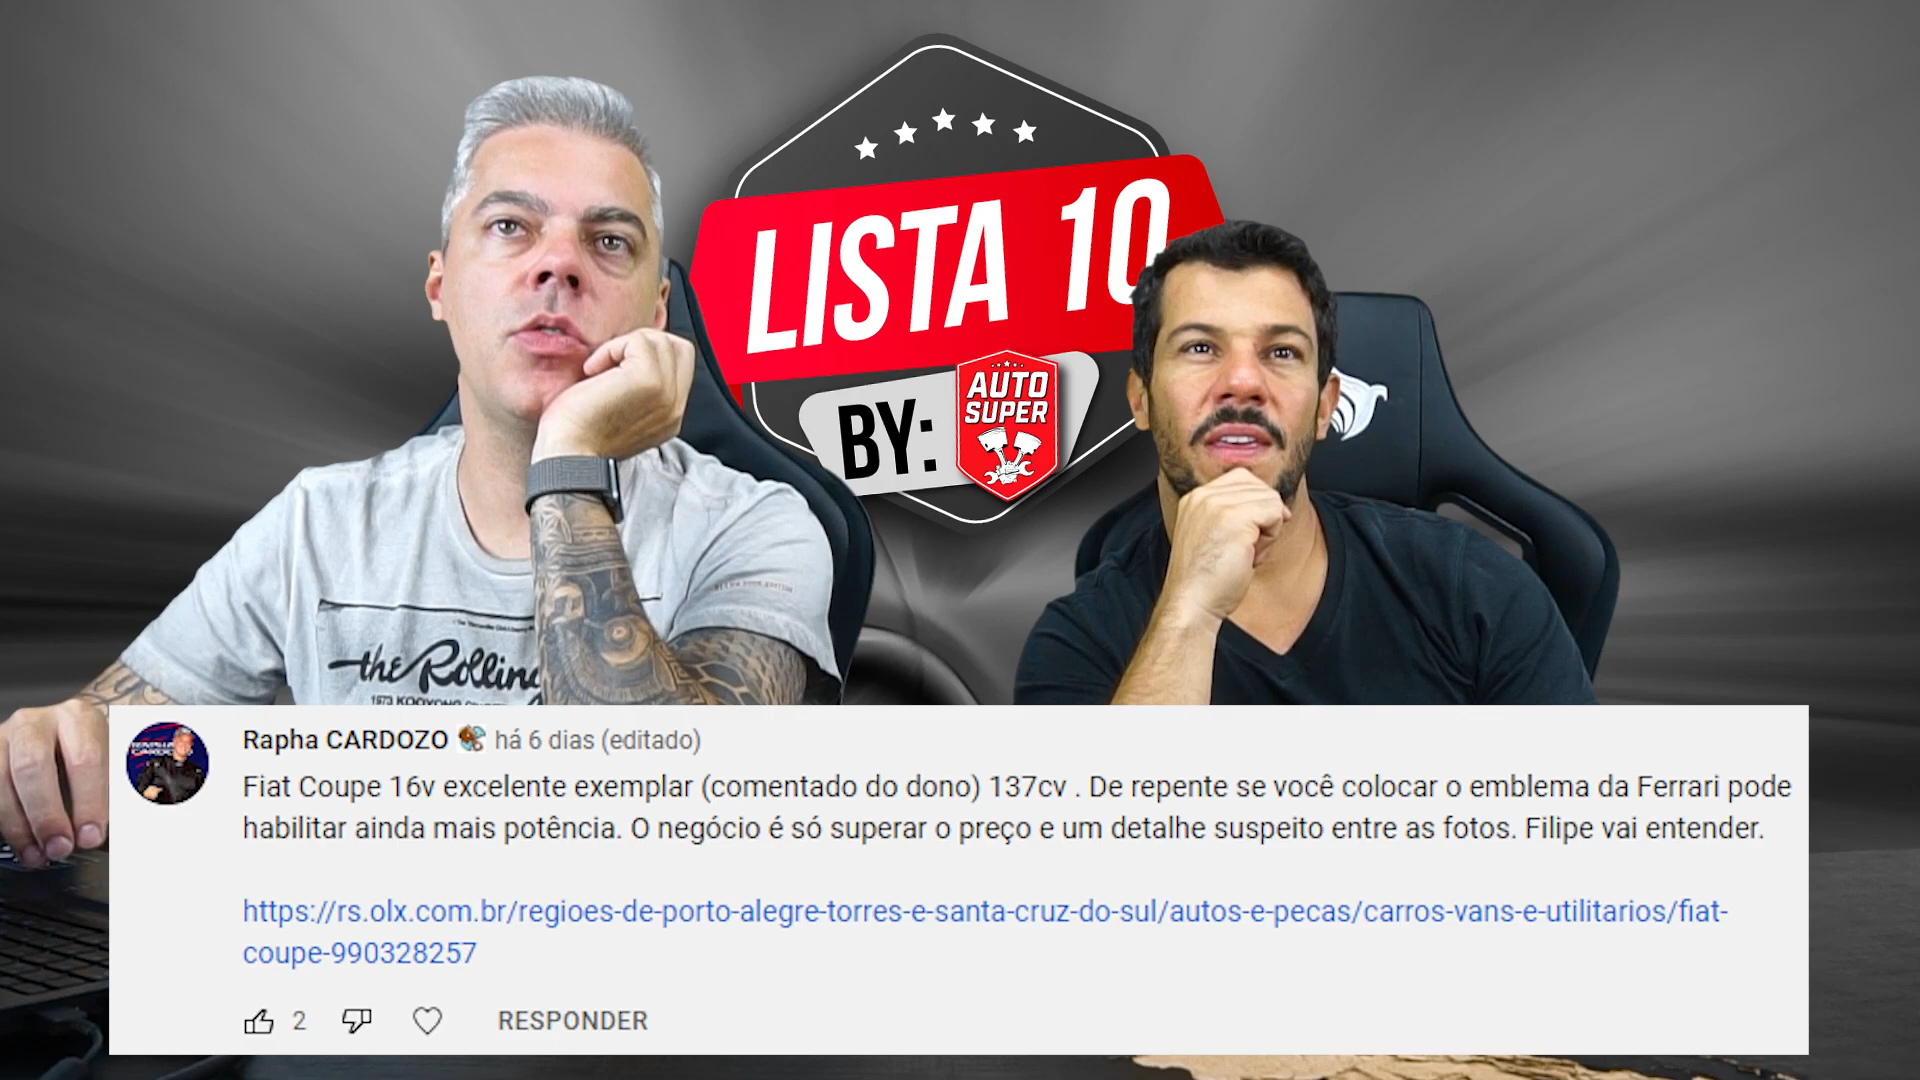 LISTA 10
BY:
AUTO
SUPER
the Rolling
Rapha CARDOZO há 6 dias (editado)
Fiat Coupe 16v excelente exemplar (comentado do dono) 137cv . De repente se você colocar o emblema da Ferrari pode
habilitar ainda mais potência. O negócio é só superar o preço e um detalhe suspeito entre as fotos. Filipe vai entender.
https://rs.olx.com.br/regioes-de-porto-alegre-torres-e-santa-cruz-do-sul/autos-e-pecas/carros-vans-e-utilitarios/fiat-
coupe-990328257
2 RESPONDER